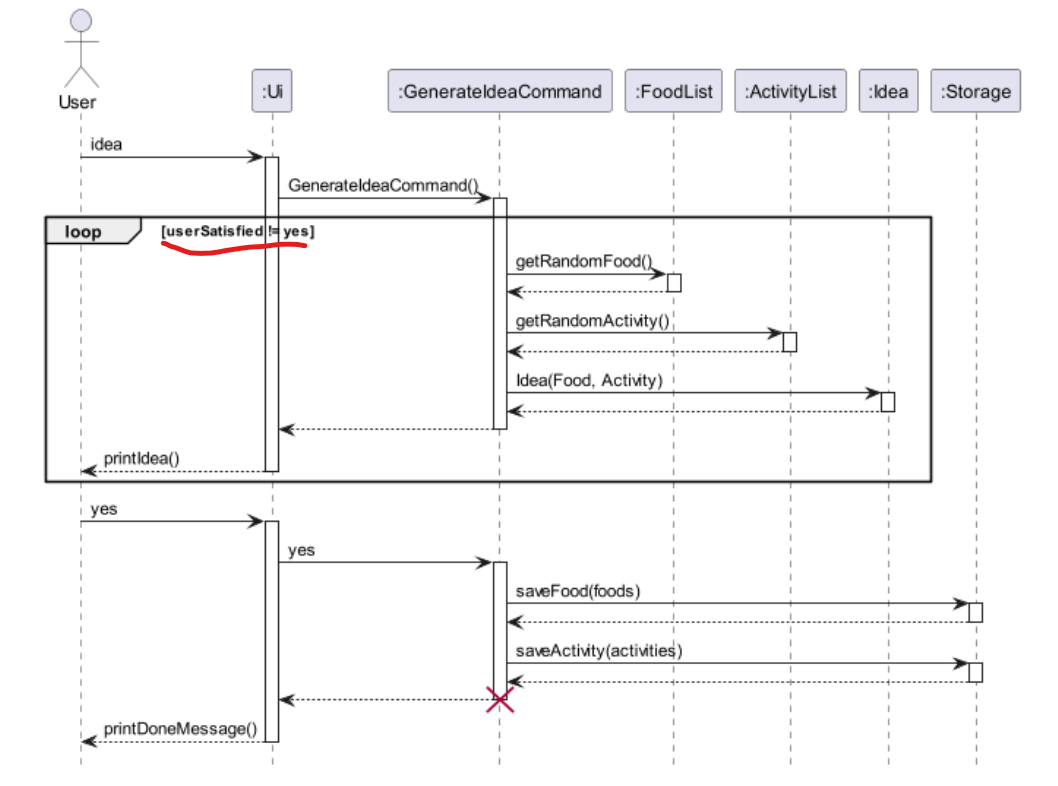 User
:Ui
:GenerateIdeaCommand
:FoodList
:ActivityList
:Idea
:Storage
idea
GenerateIdeaCommand()
loop
[userSatisfied != yes]
getRandomFood()
getRandomActivity()
Idea(Food, Activity)
printIdea()
yes
yes
saveFood(foods)
saveActivity(activities)
printDoneMessage()